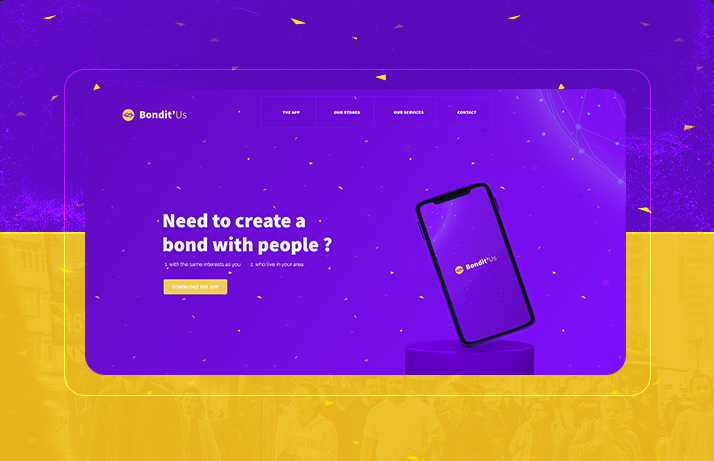 Bondit'Us
THE APP
OUR STORES
OUR SERVICES
CONTACT
Need to create a
bond with people ?
1. with the same interests as you
2. who live in your area
DOWNLOAD THE APP
Bondit'Us